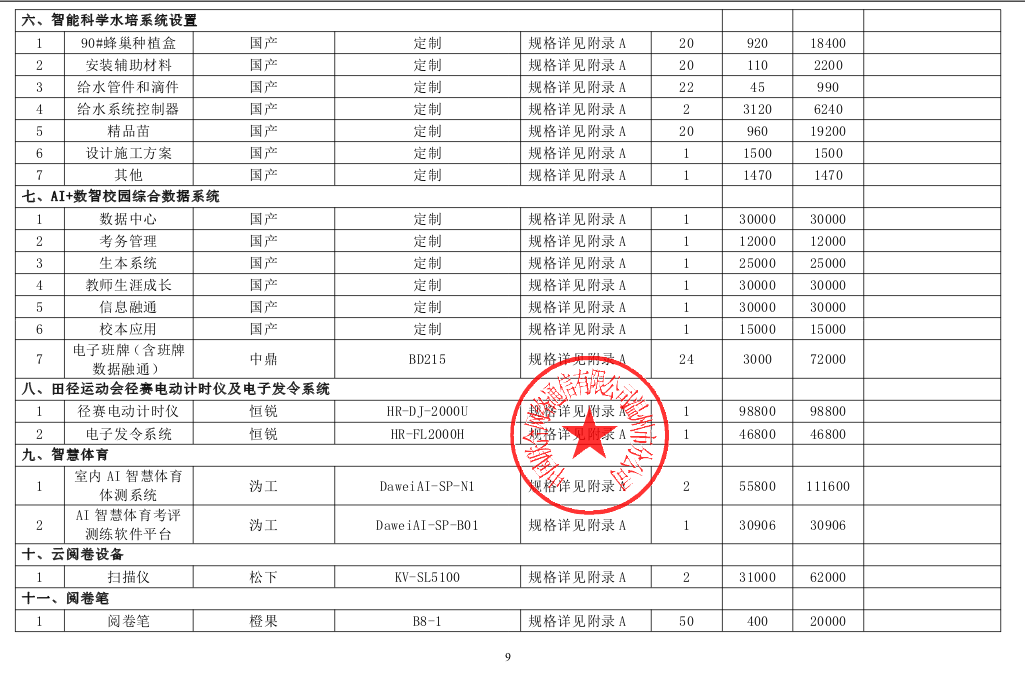 六、智能科学水培系统设置
1 90#蜂巢种植盒 国产 定制 规格详见附录 A 20 920 18400
2 安装辅助材料 国产 定制 规格详见附录 A 20 110 2200
3 给水管件和滴件 国产 定制 规格详见附录 A 22 45 990
4 给水系统控制器 国产 定制 规格详见附录 A 2 3120 6240
5 精品苗 国产 定制 规格详见附录 A 20 960 19200
6 设计施工方案 国产 定制 规格详见附录 A 1 1500 1500
7 其他 国产 定制 规格详见附录 A 1 1470 1470
七、AI+数智校园综合数据系统
1 数据中心 国产 定制 规格详见附录 A 1 30000 30000
2 考务管理 国产 定制 规格详见附录 A 1 12000 12000
3 生本系统 国产 定制 规格详见附录 A 1 25000 25000
4 教师生涯成长 国产 定制 规格详见附录 A 1 30000 30000
5 信息融通 国产 定制 规格详见附录 A 1 30000 30000
6 校本应用 国产 定制 规格详见附录 A 1 15000 15000
7 电子班牌（含班牌
数据融通） 中鼎 BD215 规格详见附录 A 24 3000 72000
八、田径运动会径赛电动计时仪及电子发令系统
1 径赛电动计时仪 恒锐 HR-DJ-2000U 规格详见附录 A 1 98800 98800
2 电子发令系统 恒锐 HR-FL2000H 规格详见附录 A 1 46800 46800
中国联合网络通信有限公司温州市分公司
九、智慧体育
1 室内 AI 智慧体育
体测系统 沩工 DaweiAI-SP-N1 规格详见附录 A 2 55800 111600
2 AI 智慧体育考评
测练软件平台 沩工 DaweiAI-SP-B01 规格详见附录 A 1 30906 30906
十、云阅卷设备
1 扫描仪 松下 KV-SL5100 规格详见附录 A 2 31000 62000
十一、阅卷笔
1 阅卷笔 橙果 B8-1 规格详见附录 A 50 400 20000
9